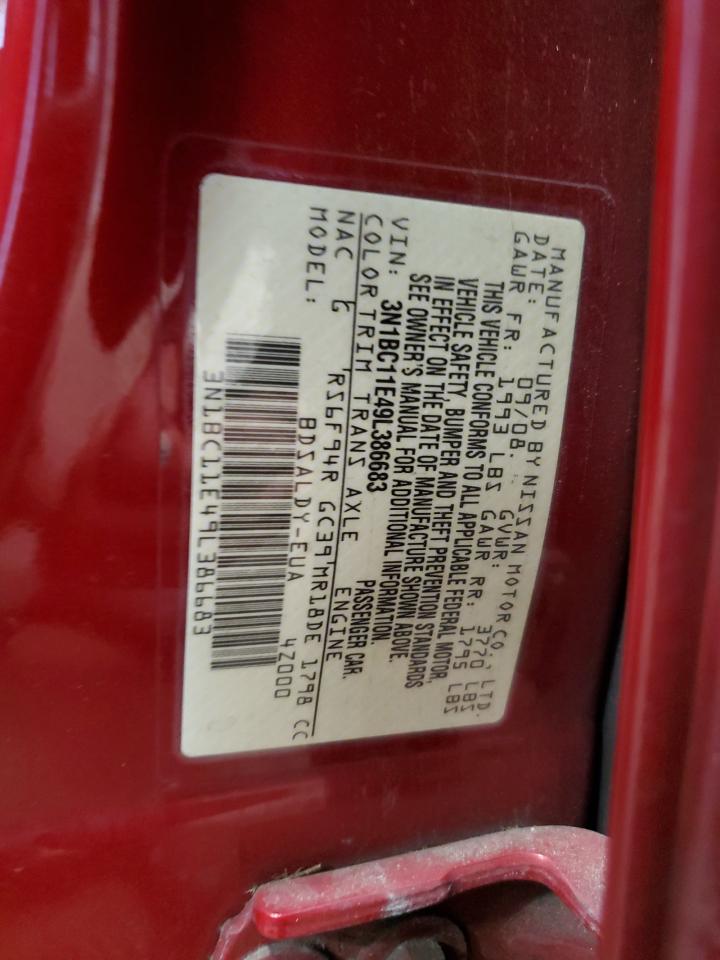 MANUFACTURED BY NISSAN MOTOR CO., LTD.
DATE: 09/08. GVWR: 3770 LBS
GAWR FR: 1993 LBS GAWR RR: 1795 LBS
THIS VEHICLE CONFORMS TO ALL APPLICABLE FEDERAL MOTOR
VEHICLE SAFETY, BUMPER AND THEFT PREVENTION STANDARDS
IN EFFECT ON THE DATE OF MANUFACTURE SHOWN ABOVE.
SEE OWNER'S MANUAL FOR ADDITIONAL INFORMATION.
VIN: 3N1BC11E49L386683 PASSENGER CAR.
COLOR TRIM TRANS AXLE ENGINE
NAC G RS6F94R GC39 MR18DE 1798 CC
MODEL: BDSALDY-EUA 4Z000
3N1BC11E49L386683